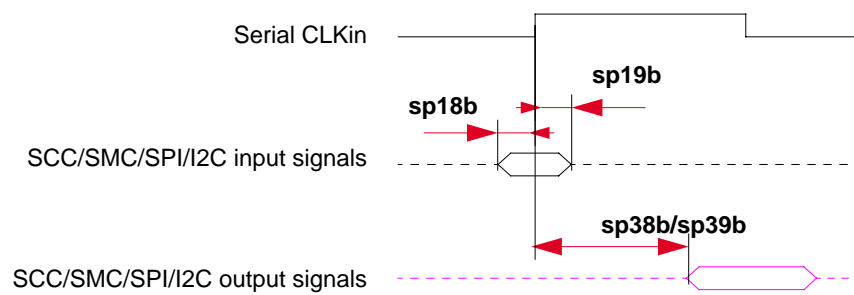 Serial CLKin
sp19b
sp18b
SCC/SMC/SPI/I2C input signals
sp38b/sp39b
SCC/SMC/SPI/I2C output signals